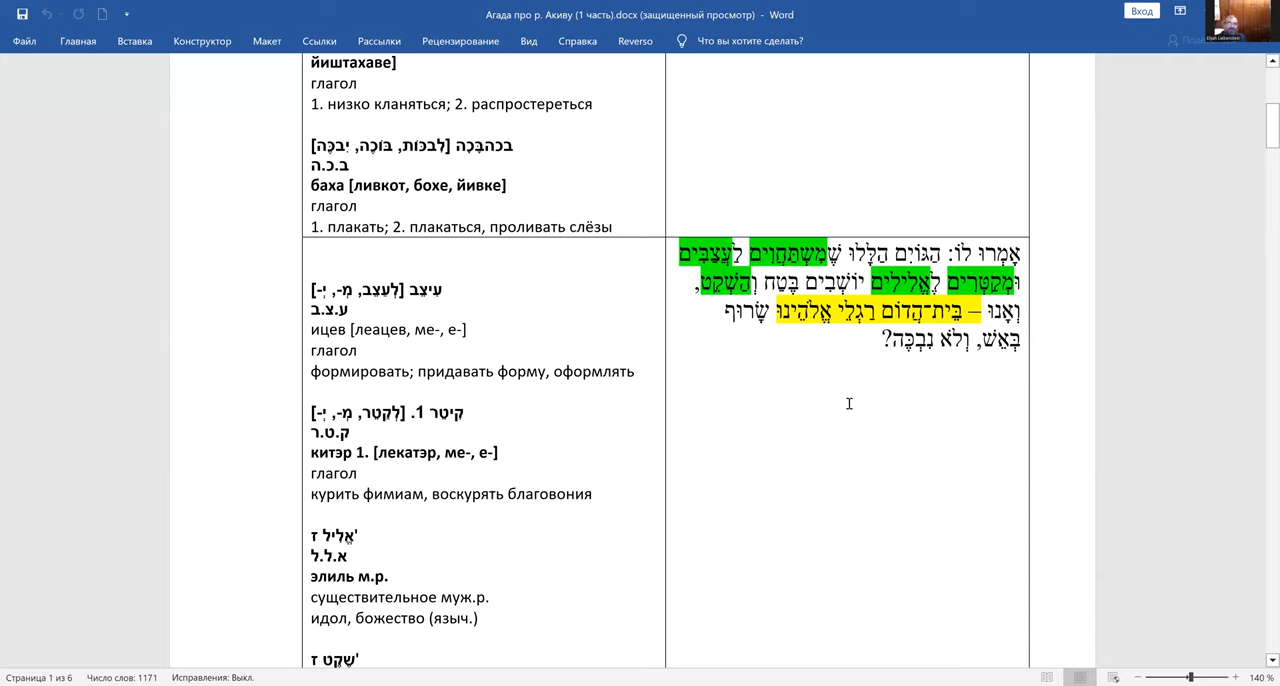 Агада про р. Акиву (1 часть).docx (защищенный просмотр) - Word
Вход
Файл Главная Вставка Конструктор Макет Ссылки Рассылки Рецензирование Вид Справка Reverso Что вы хотите сделать?
йиштахаве]
глагол
1. низко кланяться; 2. распростереться
בכהבָּכָה [לִבכּוֹת, בּוֹכֶה, יִבכֶּה]
ב.כ.ה
баха [ливкот, бохе, йивке]
глагол
1. плакать; 2. плакаться, проливать слёзы
עִיצֵב [לְעַצֵב, מְ-, יְ-]
ע.צ.ב
ицев [леацев, ме-, е-]
глагол
формировать; придавать форму, оформлять
קִיטֵר 1. [לְקַטֵר, מְ-, יְ-]
ק.ט.ר
китэр 1. [лекатэр, ме-, е-]
глагол
курить фимиам, воскурять благовония
אֱלִיל ז'
א.ל.ל
элиль м.р.
существительное муж.р.
идол, божество (языч.)
שֶקֶט ז'
אָמְרוּ לוֹ: הַגּוֹיִם הַלָּלוּ שֶׁמִּשְׁתַּחֲוִים לַעֲצַבִּים
וּמְקַטְּרִים לֶאֱלִילִים יוֹשְׁבִים בֶּטַח וְהַשְׁקֵט,
וְאָנוּ – בֵּית־הֲדוֹם רַגְלֵי אֱלֹהֵינוּ שָׂרוּף
בְּאֵשׁ, וְלֹא נִבְכֶּה?
Страница 1 из 6 Число слов: 1171 Исправления: Выкл.
140 %